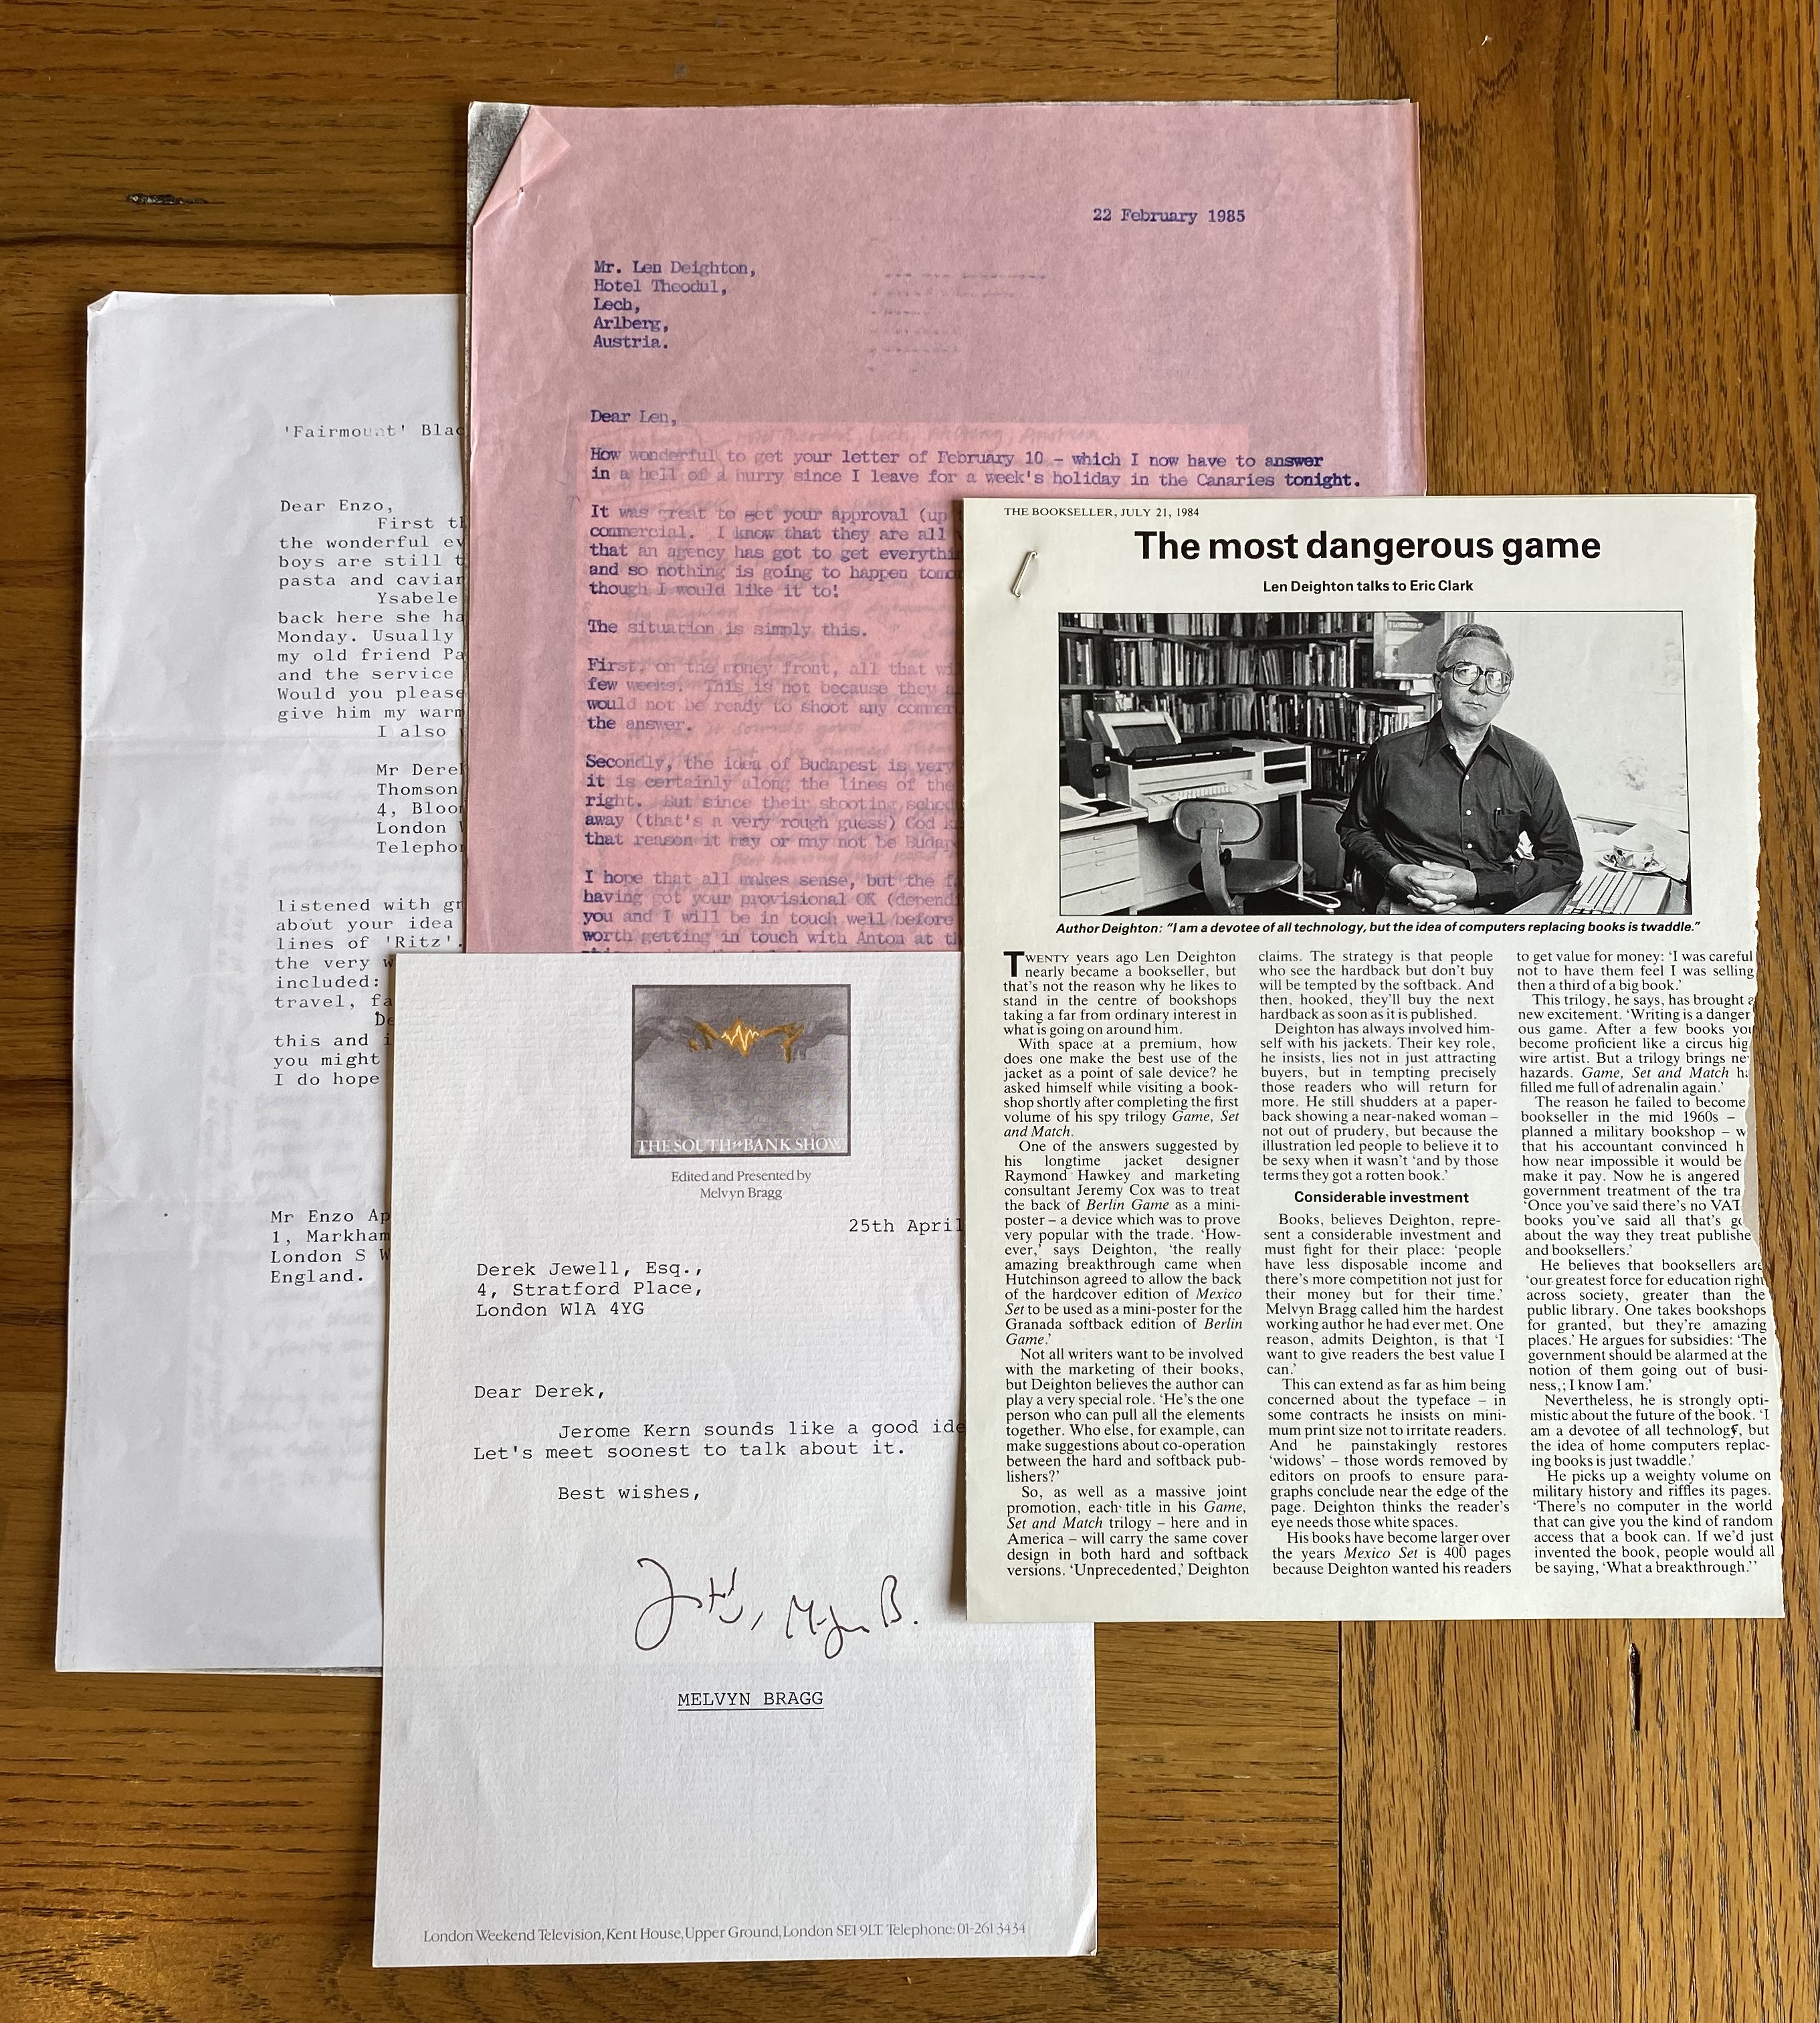 'Fairmount' Blac
Dear Enzo,
First th
the wonderful ev
boys are still t
pasta and caviar
Ysabele
back here she ha
Monday. Usually
my old friend Pa
and the service
Would you please
give him my warm
I also
Mr Derek
Thomson
4, Bloom
London W
Telephon
listened with gr
about your idea
lines of 'Ritz'.
the very w
included:
travel, fa
De
this and i
you might
I do hope
Mr Enzo Ap
1, Markham
London S W
England.
22 February 1985
Mr. Len Deighton,
Hotel Theodul,
Lech,
Arlberg,
Austria.
Dear Len,
How wonderful to get your letter of February 10 - which I now have to answer
in a hell of a hurry since I leave for a week's holiday in the Canaries tonight.
It was great to get your approval (up
commercial. I know that they are all
that an agency has got to get everythi
and so nothing is going to happen tomo
though I would like it to!
The situation is simply this.
First, on the money front, all that wi
few weeks. This is not because they a
would not be ready to shoot any commer
the answer.
Secondly, the idea of Budapest is very
it is certainly along the lines of the
right. But since their shooting sched
away (that's a very rough guess) God k
that reason it may or may not be Budap
I hope that all makes sense, but the f
having got your provisional OK (depend
you and I will be in touch well before
worth getting in touch with Anton at th
THE SOUTH BANK SHOW
Edited and Presented by
Melvyn Bragg
25th April
Derek Jewell, Esq.,
4, Stratford Place,
London W1A 4YG
Dear Derek,
Jerome Kern sounds like a good ide
Let's meet soonest to talk about it.
Best wishes,
MELVYN BRAGG
London Weekend Television, Kent House, Upper Ground, London SE1 9LT. Telephone: 01-261 3434
THE BOOKSELLER, JULY 21, 1984
The most dangerous game
Len Deighton talks to Eric Clark
Author Deighton: "I am a devotee of all technology, but the idea of computers replacing books is twaddle."
TWENTY years ago Len Deighton
nearly became a bookseller, but
that's not the reason why he likes to
stand in the centre of bookshops
taking a far from ordinary interest in
what is going on around him.
With space at a premium, how
does one make the best use of the
jacket as a point of sale device? he
asked himself while visiting a book-
shop shortly after completing the first
volume of his spy trilogy Game, Set
and Match.
One of the answers suggested by
his longtime jacket designer
Raymond Hawkey and marketing
consultant Jeremy Cox was to treat
the back of Berlin Game as a mini-
poster – a device which was to prove
very popular with the trade. 'How-
ever,' says Deighton, 'the really
amazing breakthrough came when
Hutchinson agreed to allow the back
of the hardcover edition of Mexico
Set to be used as a mini-poster for the
Granada softback edition of Berlin
Game.'
Not all writers want to be involved
with the marketing of their books,
but Deighton believes the author can
play a very special role. 'He's the one
person who can pull all the elements
together. Who else, for example, can
make suggestions about co-operation
between the hard and softback pub-
lishers?'
So, as well as a massive joint
promotion, each title in his Game,
Set and Match trilogy – here and in
America – will carry the same cover
design in both hard and softback
versions. 'Unprecedented,' Deighton
claims. The strategy is that people
who see the hardback but don't buy
will be tempted by the softback. And
then, hooked, they'll buy the next
hardback as soon as it is published.
Deighton has always involved him-
self with his jackets. Their key role,
he insists, lies not in just attracting
buyers, but in tempting precisely
those readers who will return for
more. He still shudders at a paper-
back showing a near-naked woman –
not out of prudery, but because the
illustration led people to believe it to
be sexy when it wasn't 'and by those
terms they got a rotten book.'
Considerable investment
Books, believes Deighton, repre-
sent a considerable investment and
must fight for their place: 'people
have less disposable income and
there's more competition not just for
their money but for their time.'
Melvyn Bragg called him the hardest
working author he had ever met. One
reason, admits Deighton, is that 'I
want to give readers the best value I
can.'
This can extend as far as him being
concerned about the typeface – in
some contracts he insists on mini-
mum print size not to irritate readers.
And he painstakingly restores
'widows' – those words removed by
editors on proofs to ensure para-
graphs conclude near the edge of the
page. Deighton thinks the reader's
eye needs those white spaces.
His books have become larger over
the years Mexico Set is 400 pages
because Deighton wanted his readers
to get value for money: 'I was careful
not to have them feel I was selling
then a third of a big book.'
This trilogy, he says, has brought a
new excitement. 'Writing is a danger
ous game. After a few books you
become proficient like a circus hig
wire artist. But a trilogy brings ne
hazards. Game, Set and Match ha
filled me full of adrenalin again.'
The reason he failed to become
bookseller in the mid 1960s –
planned a military bookshop – w
that his accountant convinced h
how near impossible it would be
make it pay. Now he is angered
government treatment of the tra
'Once you've said there's no VAT
books you've said all that's go
about the way they treat publishe
and booksellers.'
He believes that booksellers are
'our greatest force for education right
across society, greater than the
public library. One takes bookshops
for granted, but they're amazing
places.' He argues for subsidies: 'The
government should be alarmed at the
notion of them going out of busi-
ness,; I know I am.'
Nevertheless, he is strongly opti-
mistic about the future of the book. 'I
am a devotee of all technology, but
the idea of home computers replac-
ing books is just twaddle.'
He picks up a weighty volume on
military history and riffles its pages.
'There's no computer in the world
that can give you the kind of random
access that a book can. If we'd just
invented the book, people would all
be saying, 'What a breakthrough.''